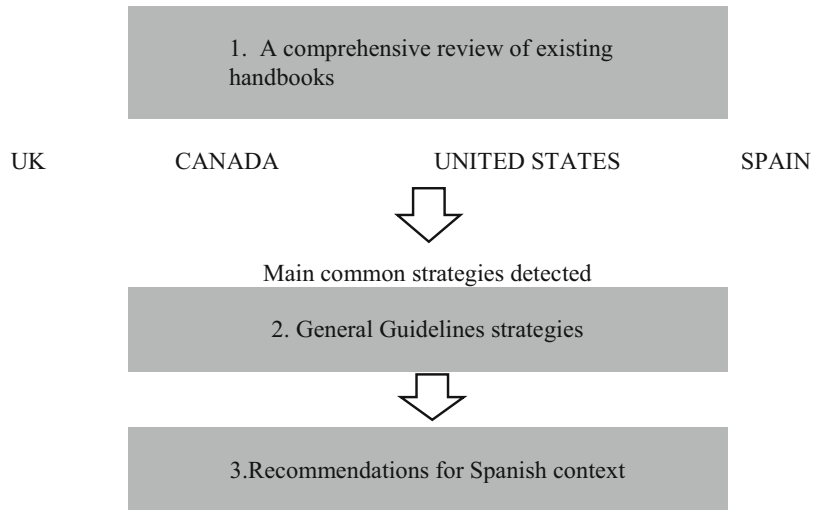 1. A comprehensive review of existing
handbooks
UK CANADA UNITED STATES SPAIN
Main common strategies detected
2. General Guidelines strategies
3.Recommendations for Spanish context